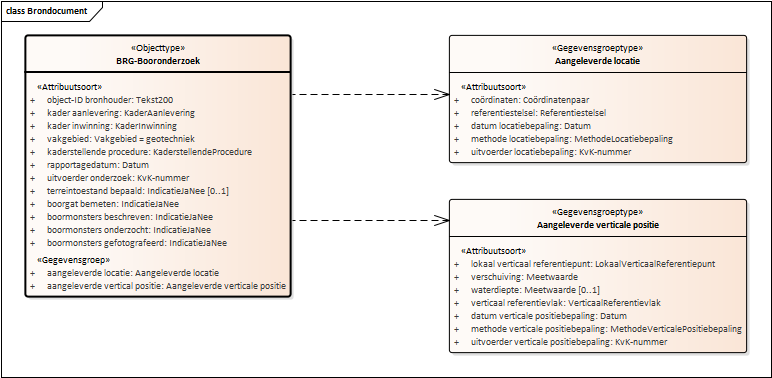 class Brondocument
«Objecttype»
BRG-Booronderzoek
«Attribuutsoort»
+ object-ID bronhouder: Tekst200
+ kader aanlevering: KaderAanlevering
+ kader inwinning: KaderInwinning
+ vakgebied: Vakgebied = geotechniek
+ kaderstellende procedure: KaderstellendeProcedure
+ rapportagedatum: Datum
+ uitvoerder onderzoek: KvK-nummer
+ terreintoestand bepaald: IndicatieJaNee [0..1]
+ boorgat bemeten: IndicatieJaNee
+ boormonsters beschreven: IndicatieJaNee
+ boormonsters onderzocht: IndicatieJaNee
+ boormonsters gefotografeerd: IndicatieJaNee
«Gegevensgroep»
+ aangeleverde locatie: Aangeleverde locatie
+ aangeleverde vertical positie: Aangeleverde verticale positie
«Gegevensgroeptype»
Aangeleverde locatie
«Attribuutsoort»
+ coördinaten: Coördinatenpaar
+ referentiestelsel: Referentiestelsel
+ datum locatiebepaling: Datum
+ methode locatiebepaling: MethodeLocatiebepaling
+ uitvoerder locatiebepaling: KvK-nummer
«Gegevensgroeptype»
Aangeleverde verticale positie
«Attribuutsoort»
+ lokaal verticaal referentiepunt: LokaalVerticaalReferentiepunt
+ verschuiving: Meetwaarde
+ waterdiepte: Meetwaarde [0..1]
+ verticaal referentievlak: VerticaalReferentievlak
+ datum verticale positiebepaling: Datum
+ methode verticale positiebepaling: MethodeVerticalePositiebepaling
+ uitvoerder verticale positiebepaling: KvK-nummer